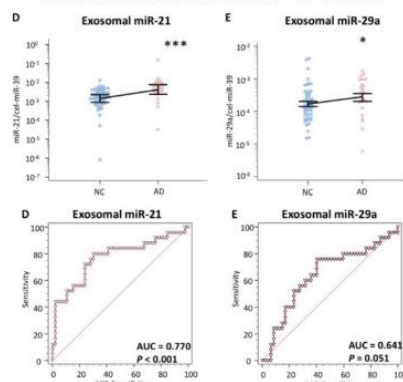 D
Exosomal miR-21
***
miR-21/cel-miR-39
10⁰
10⁻¹
10⁻²
10⁻³
10⁻⁴
10⁻⁵
10⁻⁶
10⁻⁷
NC
AD
E
Exosomal miR-29a
*
miR-29a/cel-miR-39
10⁻²
10⁻³
10⁻⁴
10⁻⁵
10⁻⁶
NC
AD
D
Exosomal miR-21
Sensitivity
100
80
60
40
20
0
AUC = 0.770
P < 0.001
0 20 40 60 80 100
E
Exosomal miR-29a
Sensitivity
100
80
60
40
20
0
AUC = 0.641
P = 0.051
0 20 40 60 80 100